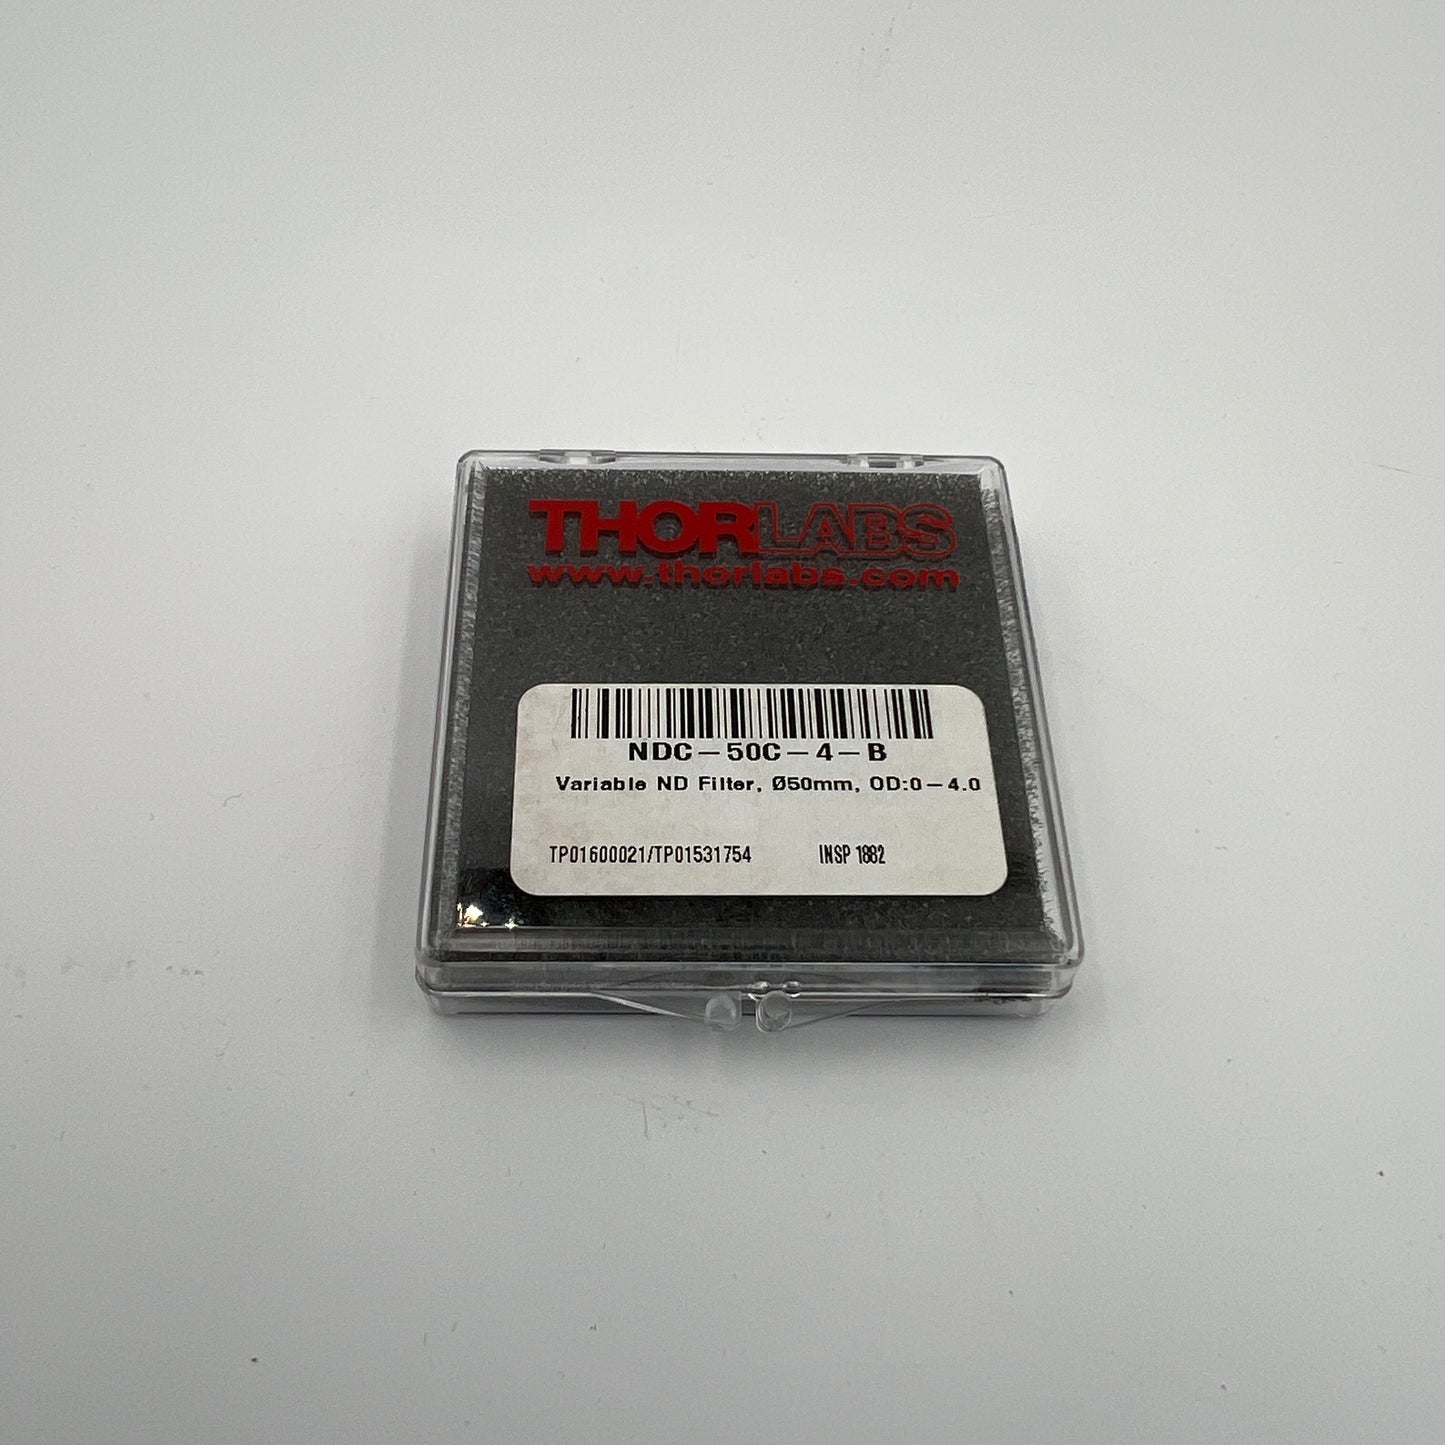 THORLABS
www.thorlabs.com
NDC-50C-4-B
Variable ND Filter, Ø50mm, OD:0-4.0
TP01600021/TP01531754 INSP 1882